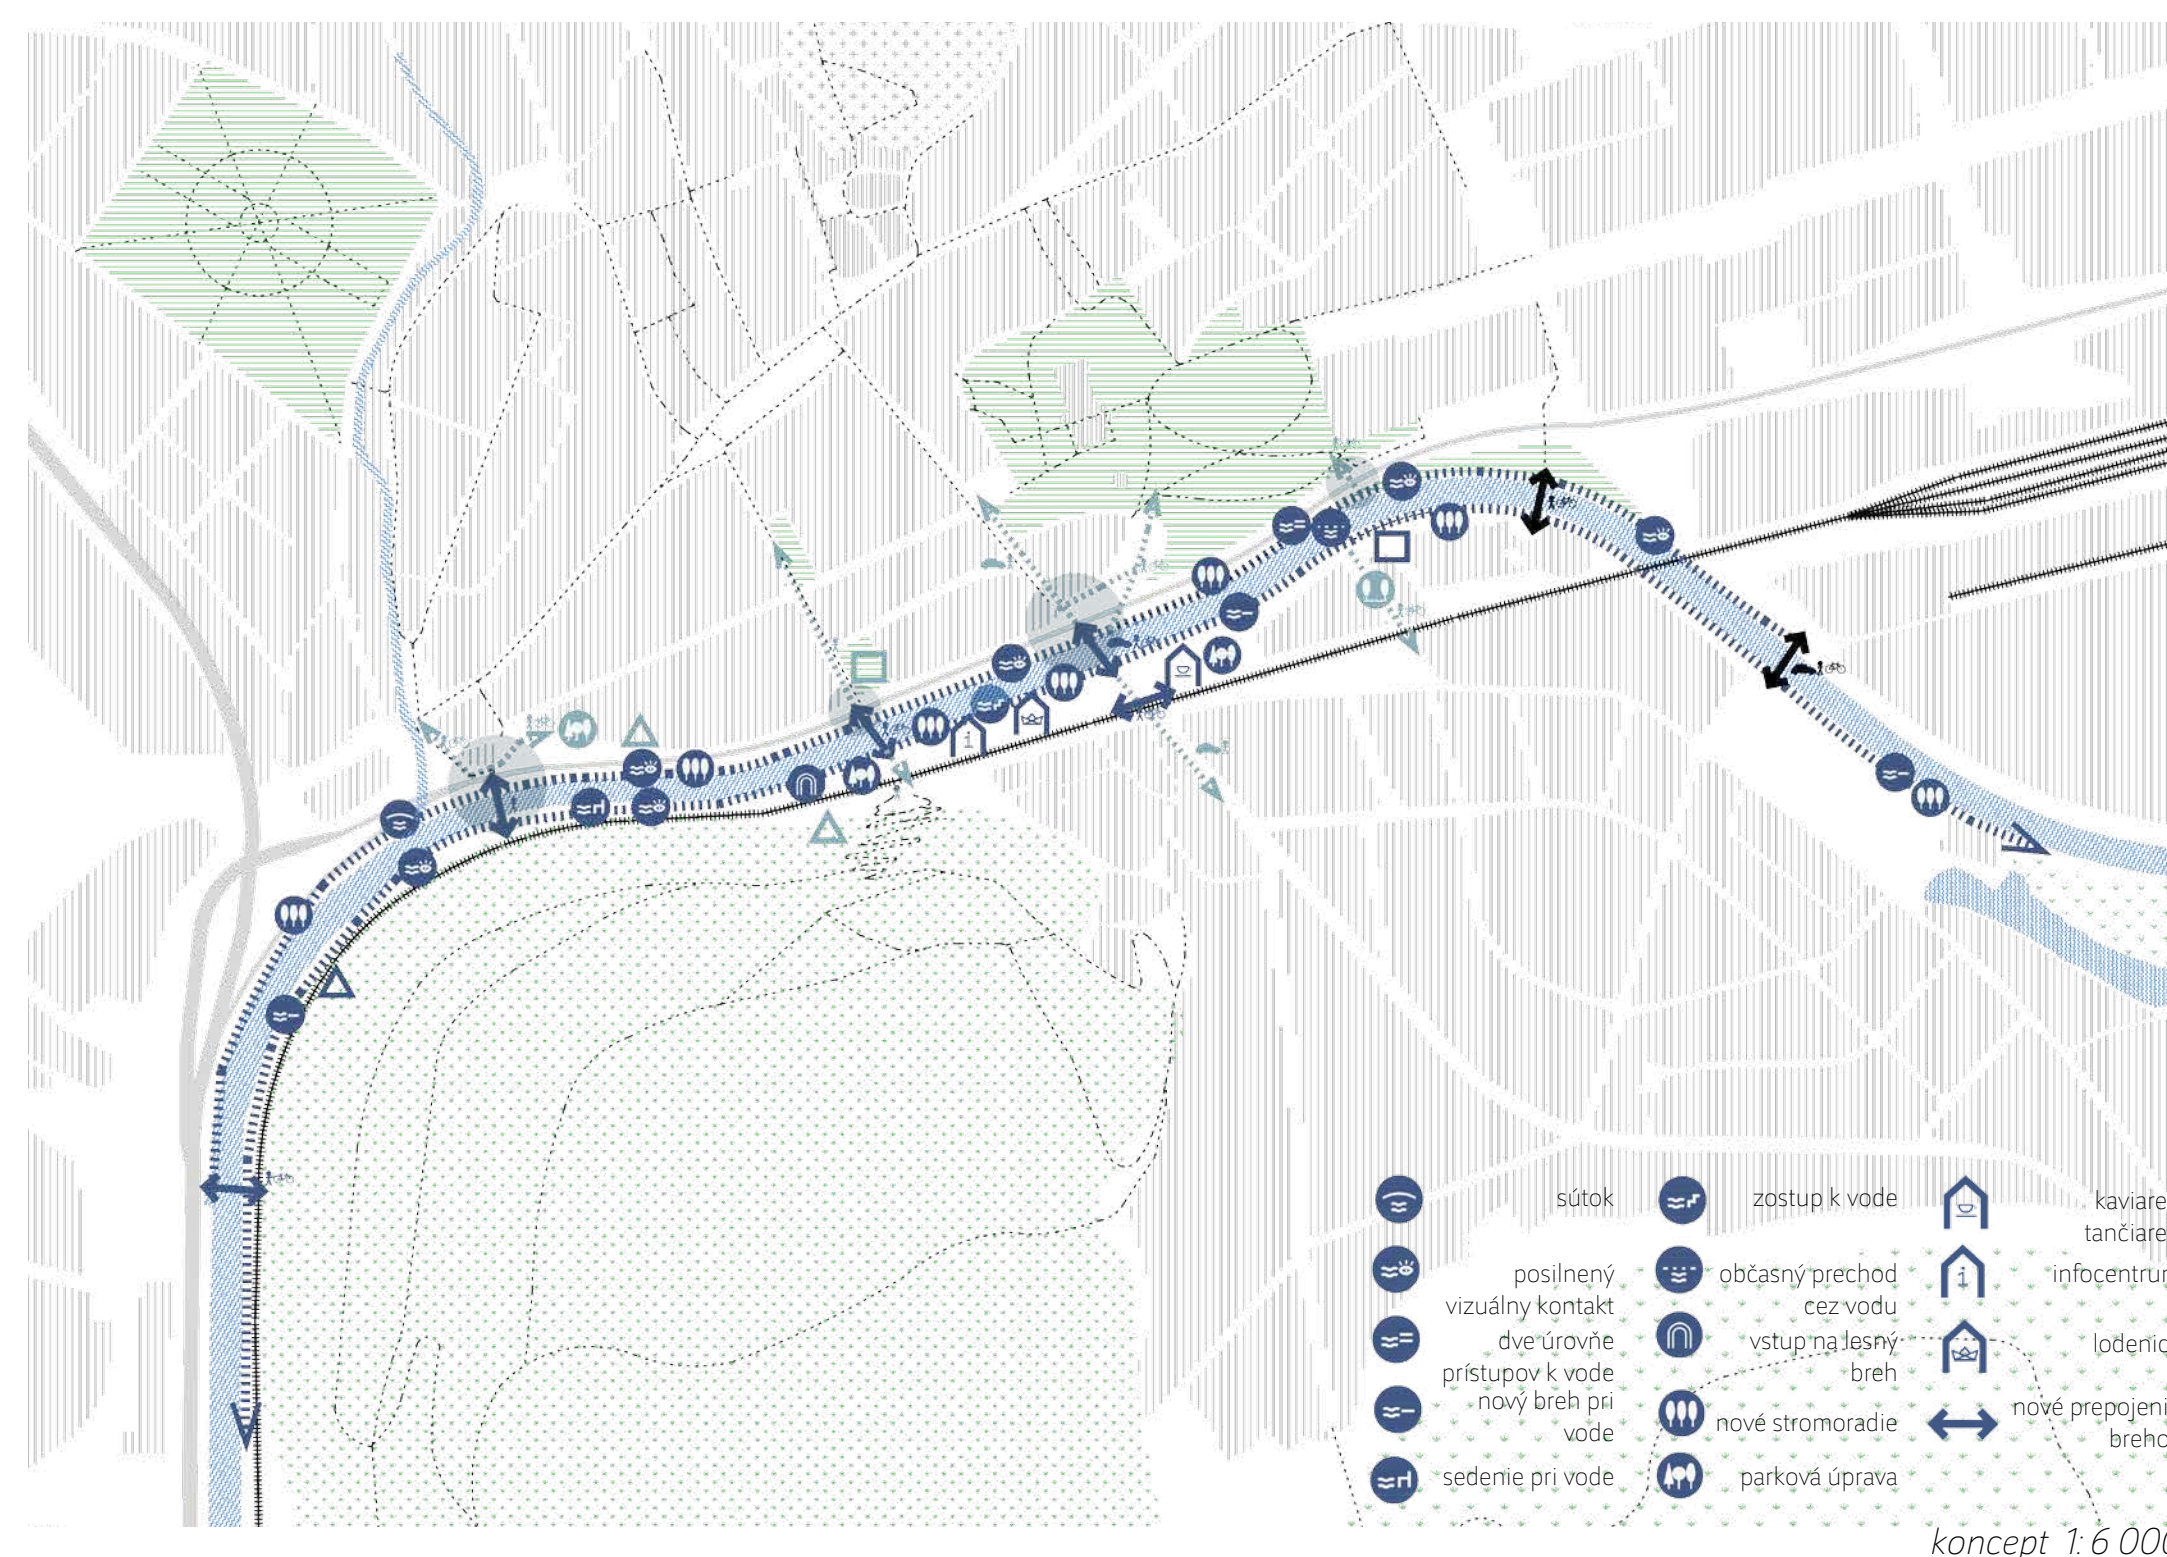 sútok
posilnený
vizuálny kontakt
dve úrovňe
prístupov k vode
nový breh pri
vode
sedenie pri vode
zostup k vode
občasný prechod
cez vodu
vstup na lesný
breh
nové stromoradie
parková úprava
kaviare
tančiare
infocentru
lodenic
nové prepojeni
breho
koncept 1:6 000